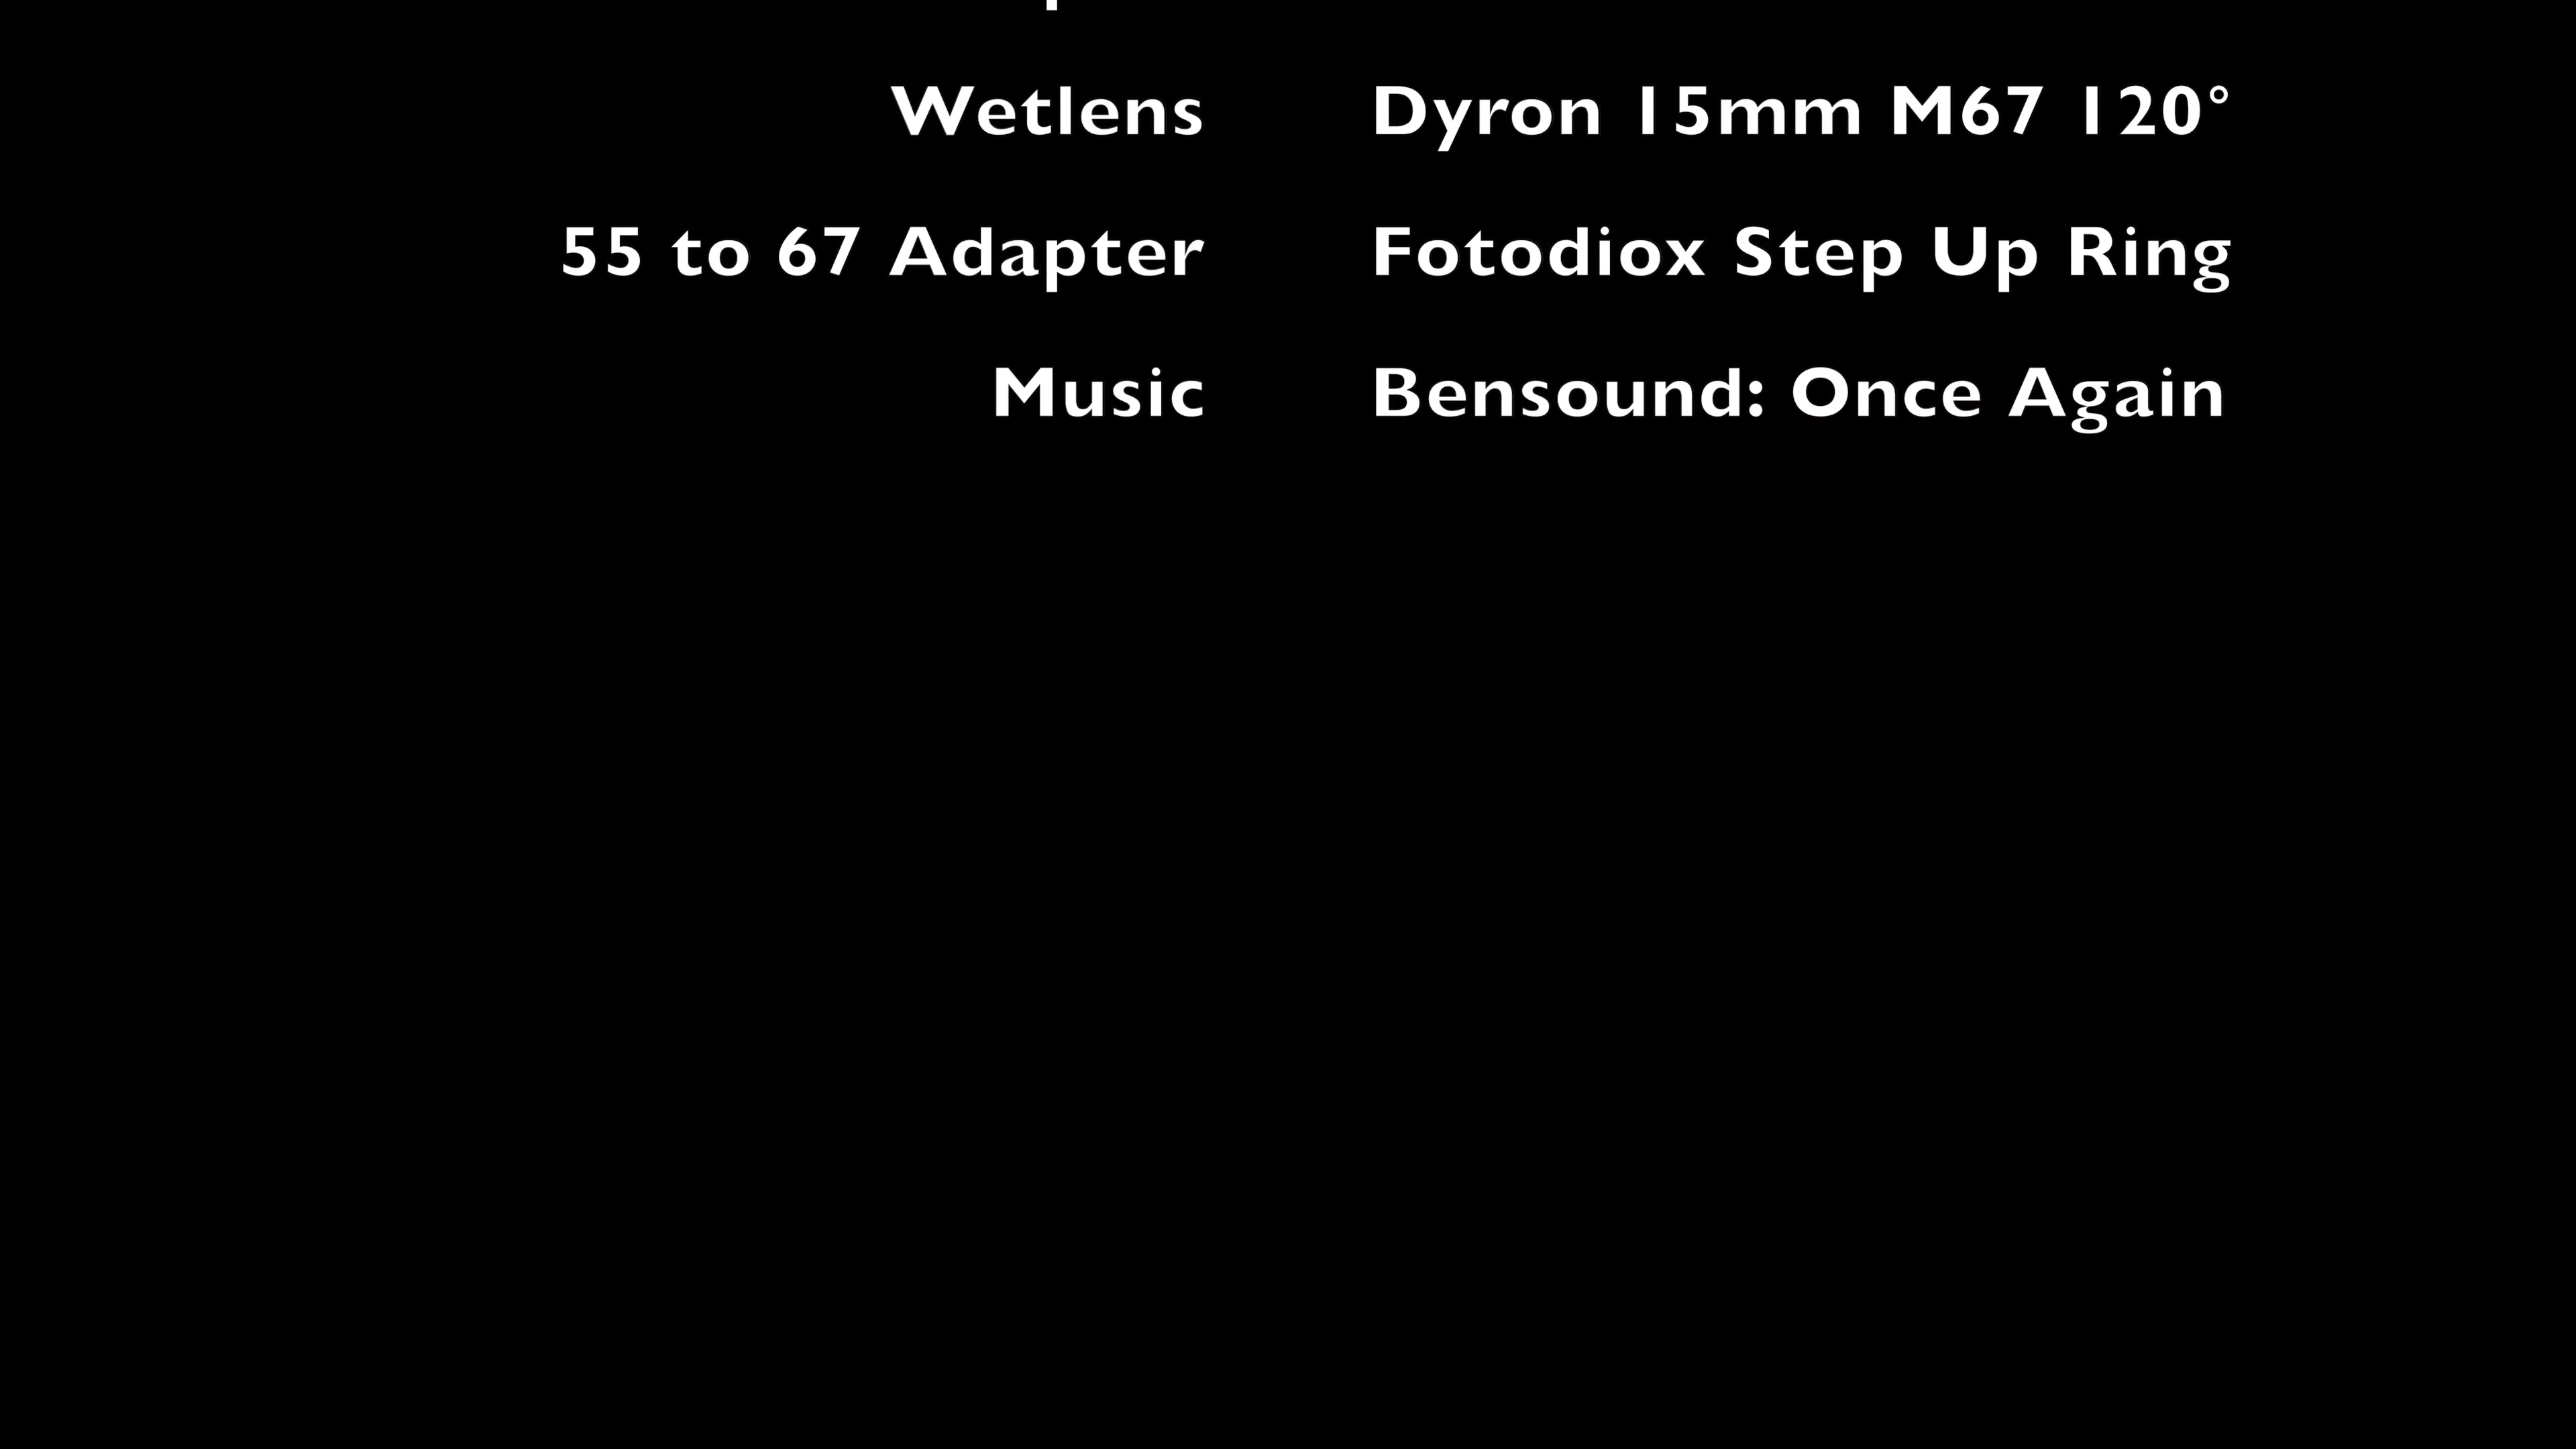 Wetlens Dyron 15mm M67 120°
55 to 67 Adapter Fotodiox Step Up Ring
Music Bensound: Once Again